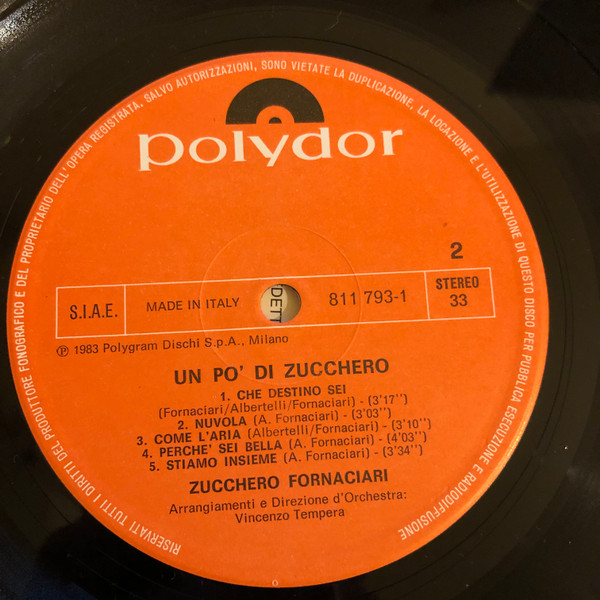 RISERVATI TUTTI I DIRITTI DEL PRODUTTORE FONOGRAFICO E DEL PROPRIETARIO DELL'OPERA REGISTRATA. SALVO AUTORIZZAZIONI, SONO VIETATE LA DUPLICAZIONE, LA LOCAZIONE E L'UTILIZZAZIONE DI QUESTO DISCO PER PUBBLICA ESECUZIONE E RADIODIFFUSIONE
polydor
2
S.I.A.E.
MADE IN ITALY
DETT
811 793-1
STEREO
33
℗ 1983 Polygram Dischi S.p.A., Milano
UN PO' DI ZUCCHERO
1. CHE DESTINO SEI
(Fornaciari/Albertelli/Fornaciari) - (3'17'')
2. NUVOLA (A. Fornaciari) - (3'03'')
3. COME L'ARIA (Albertelli/Fornaciari) - (3'10'')
4. PERCHE' SEI BELLA (A. Fornaciari) - (4'03'')
5. STIAMO INSIEME (A. Fornaciari) - (3'34'')
ZUCCHERO FORNACIARI
Arrangiamenti e Direzione d'Orchestra:
Vincenzo Tempera